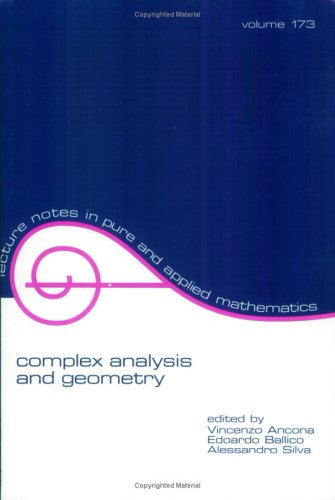 Copyrighted Material
volume 173
lecture notes in pure and applied mathematics
complex analysis
and geometry
edited by
Vincenzo Ancona
Edoardo Ballico
Alessandro Silva
Copyrighted Material